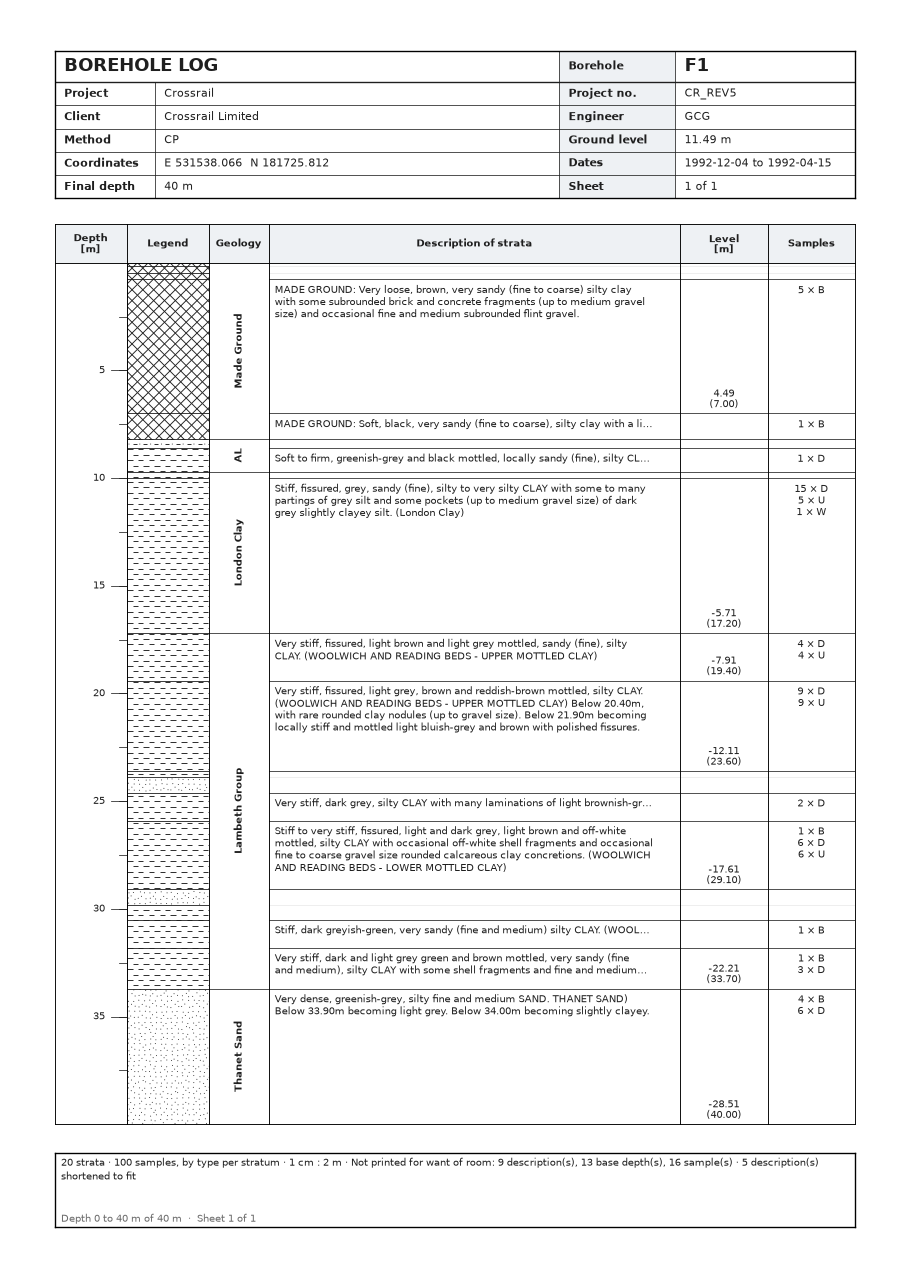 BOREHOLE LOG
Borehole
F1
Project
Crossrail
Project no.
CR_REV5
Client
Crossrail Limited
Engineer
GCG
Method
CP
Ground level
11.49 m
Coordinates
E 531538.066 N 181725.812
Dates
1992-12-04 to 1992-04-15
Final depth
40 m
Sheet
1 of 1
Depth
[m]
Legend
Geology
Description of strata
Level
[m]
Samples
MADE GROUND: Very loose, brown, very sandy (fine to coarse) silty clay
with some subrounded brick and concrete fragments (up to medium gravel
size) and occasional fine and medium subrounded flint gravel.
5 × B
Made Ground
5
4.49
(7.00)
MADE GROUND: Soft, black, very sandy (fine to coarse), silty clay with a li...
1 × B
AL
Soft to firm, greenish-grey and black mottled, locally sandy (fine), silty CL...
1 × D
10
Stiff, fissured, grey, sandy (fine), silty to very silty CLAY with some to many
partings of grey silt and some pockets (up to medium gravel size) of dark
grey slightly clayey silt. (London Clay)
15 × D
5 × U
1 × W
London Clay
15
-5.71
(17.20)
Very stiff, fissured, light brown and light grey mottled, sandy (fine), silty
CLAY. (WOOLWICH AND READING BEDS - UPPER MOTTLED CLAY)
-7.91
(19.40)
4 × D
4 × U
20
Very stiff, fissured, light grey, brown and reddish-brown mottled, silty CLAY.
(WOOLWICH AND READING BEDS - UPPER MOTTLED CLAY) Below 20.40m,
with rare rounded clay nodules (up to gravel size). Below 21.90m becoming
locally stiff and mottled light bluish-grey and brown with polished fissures.
9 × D
9 × U
-12.11
(23.60)
Lambeth Group
25
Very stiff, dark grey, silty CLAY with many laminations of light brownish-gr...
2 × D
Stiff to very stiff, fissured, light and dark grey, light brown and off-white
mottled, silty CLAY with occasional off-white shell fragments and occasional
fine to coarse gravel size rounded calcareous clay concretions. (WOOLWICH
AND READING BEDS - LOWER MOTTLED CLAY)
-17.61
(29.10)
1 × B
6 × D
6 × U
30
Stiff, dark greyish-green, very sandy (fine and medium) silty CLAY. (WOOL...
1 × B
Very stiff, dark and light grey green and brown mottled, very sandy (fine
and medium), silty CLAY with some shell fragments and fine and medium...
-22.21
(33.70)
1 × B
3 × D
Very dense, greenish-grey, silty fine and medium SAND. THANET SAND)
Below 33.90m becoming light grey. Below 34.00m becoming slightly clayey.
4 × B
6 × D
35
Thanet Sand
-28.51
(40.00)
20 strata · 100 samples, by type per stratum · 1 cm : 2 m · Not printed for want of room: 9 description(s), 13 base depth(s), 16 sample(s) · 5 description(s)
shortened to fit
Depth 0 to 40 m of 40 m · Sheet 1 of 1